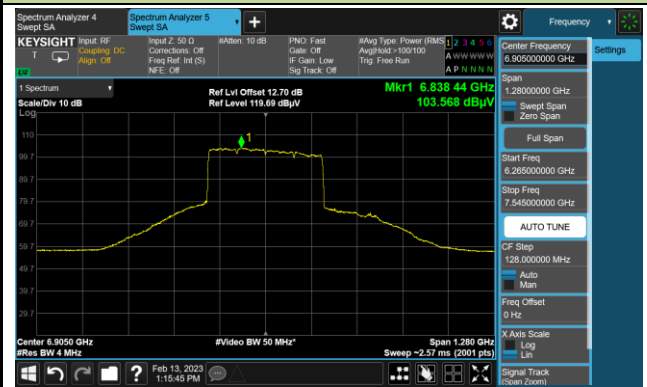 Spectrum Analyzer 4
Swept SA
Spectrum Analyzer 5
Swept SA
Frequency
KEYSIGHT
Input: RF
Coupling: DC
Align: Off
Input Z: 50 Ω
Corrections: Off
Freq Ref: Int (S)
NFE: Off
#Atten: 10 dB
PNO: Fast
Gate: Off
IF Gain: Low
Sig Track: Off
#Avg Type: Power (RMS
Avg|Hold:>100/100
Trig: Free Run
1 2 3 4 5 6
A W W W W W
A P N N N N
T
1 Spectrum
Scale/Div 10 dB
Log
Ref Lvl Offset 12.70 dB
Ref Level 119.69 dBµV
Mkr1 6.838 44 GHz
103.568 dBµV
1
110
99.7
89.7
79.7
69.7
59.7
49.7
39.7
29.7
Center 6.9050 GHz
#Res BW 4 MHz
#Video BW 50 MHz*
Span 1.280 GHz
Sweep ~2.57 ms (2001 pts)
Feb 13, 2023
1:15:45 PM
?
Center Frequency
6.905000000 GHz
Settings
Span
1.28000000 GHz
Swept Span
Zero Span
Full Span
Start Freq
6.265000000 GHz
Stop Freq
7.545000000 GHz
AUTO TUNE
CF Step
128.000000 MHz
Auto
Man
Freq Offset
0 Hz
X Axis Scale
Log
Lin
Signal Track
(Span Zoom)